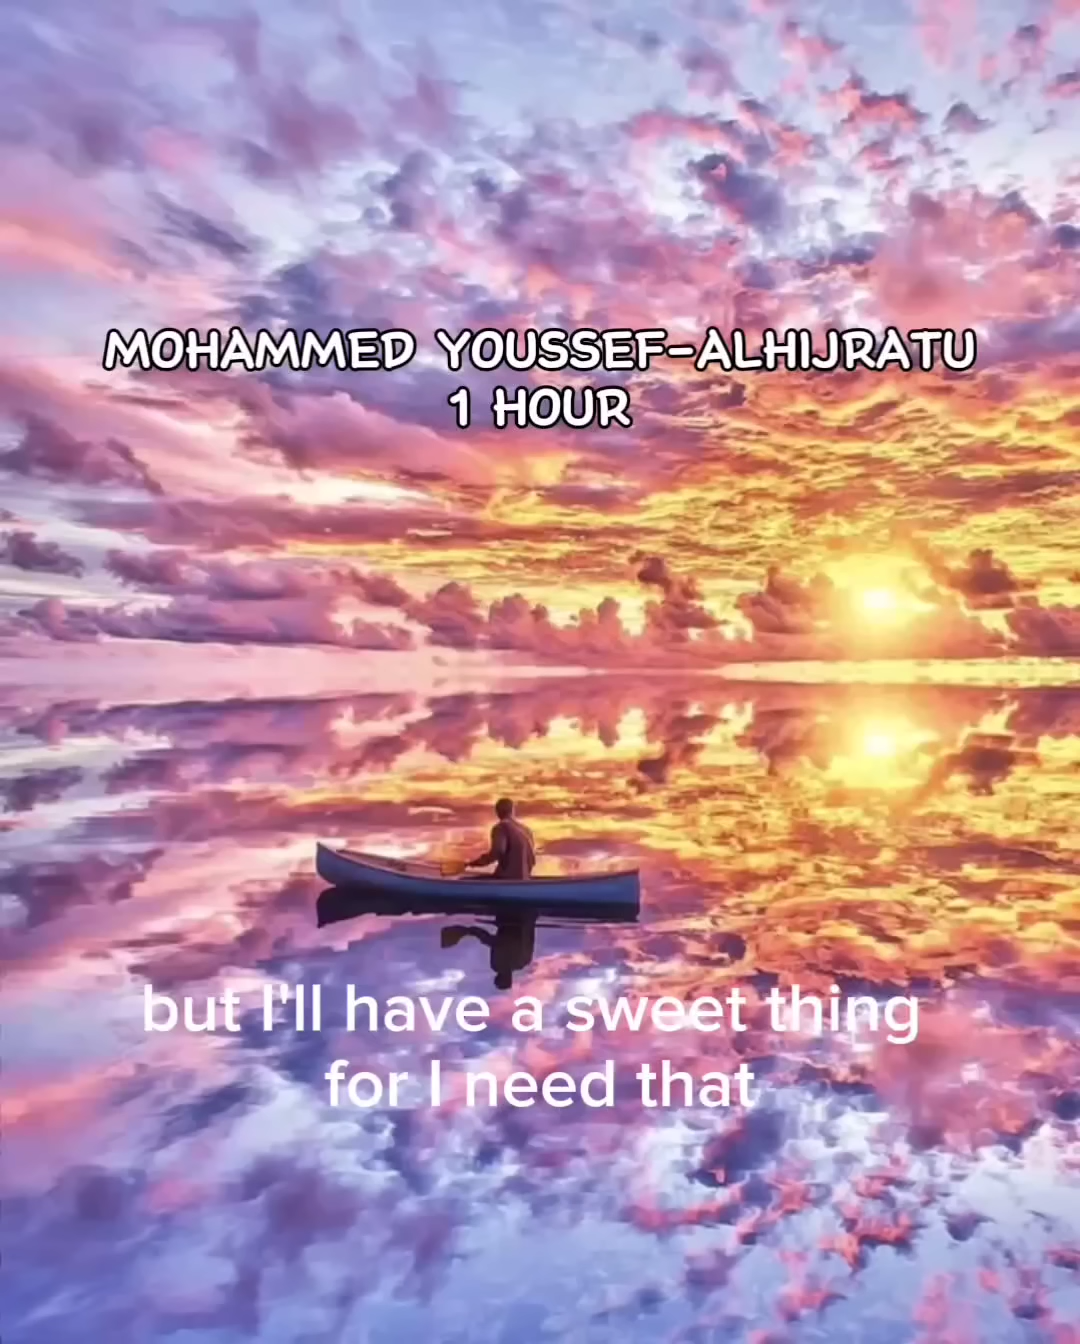 MOHAMMED YOUSSEF-ALHIJRATU
1 HOUR
but I'll have a sweet thing
for I need that